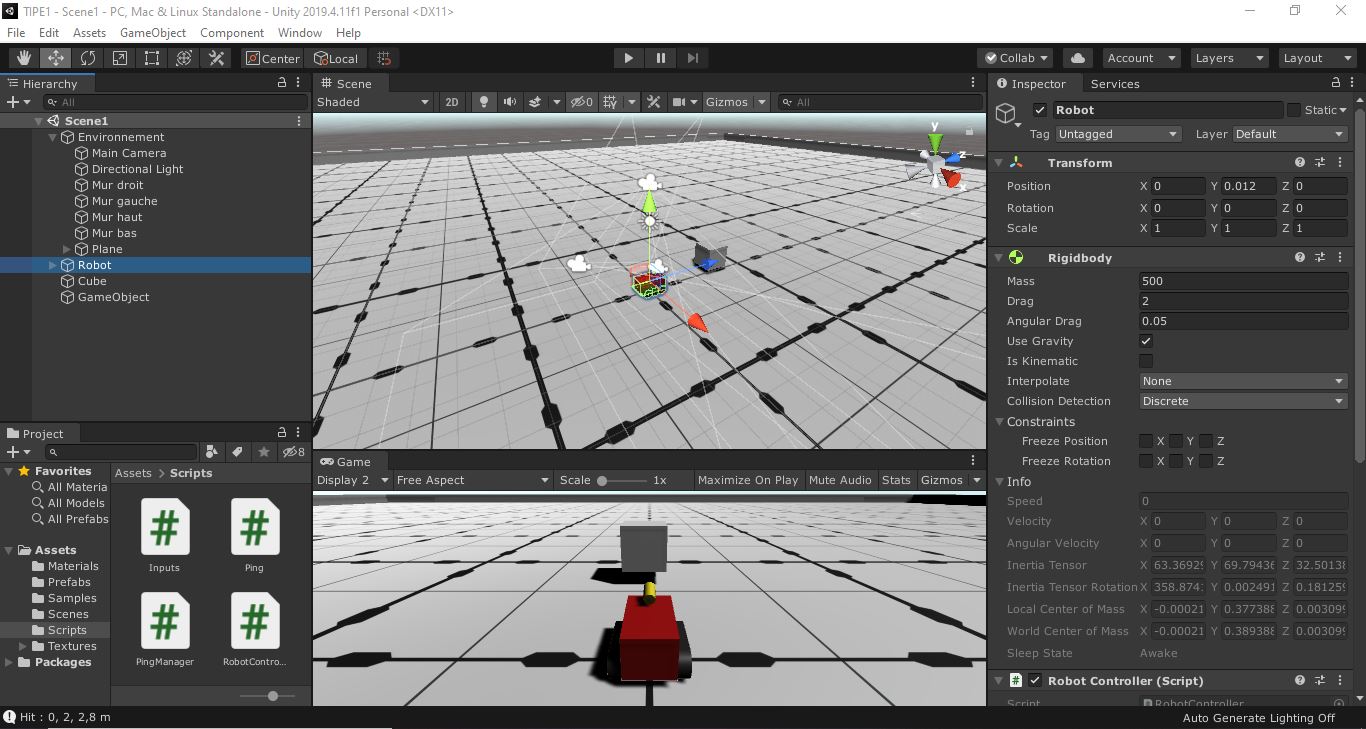 TIPE1 - Scene1 - PC, Mac & Linux Standalone - Unity 2019.4.11f1 Personal <DX11>
File Edit Assets GameObject Component Window Help
Center Local Collab Account Layers Layout
Hierarchy
All
Scene1
Environnement
Main Camera
Directional Light
Mur droit
Mur gauche
Mur haut
Mur bas
Plane
Robot
Cube
GameObject
Scene
Shaded 2D 0 Gizmos All
y
z
x
Project
8
Favorites
All Materia
All Models
All Prefabs
Assets
Materials
Prefabs
Samples
Scenes
Scripts
Textures
Packages
Assets > Scripts
Inputs Ping
PingManager RobotContro...
Game
Display 2 Free Aspect Scale 1x Maximize On Play Mute Audio Stats Gizmos
Inspector Services
Robot Static
Tag Untagged Layer Default
Transform
Position X 0 Y 0.012 Z 0
Rotation X 0 Y 0 Z 0
Scale X 1 Y 1 Z 1
Rigidbody
Mass 500
Drag 2
Angular Drag 0.05
Use Gravity
Is Kinematic
Interpolate None
Collision Detection Discrete
Constraints
Freeze Position X Y Z
Freeze Rotation X Y Z
Info
Speed 0
Velocity X 0 Y 0 Z 0
Angular Velocity X 0 Y 0 Z 0
Inertia Tensor X 63.36929 Y 69.79436 Z 32.50138
Inertia Tensor Rotation X 358.874 Y 0.002491 Z 0.181259
Local Center of Mass X -0.00021 Y 0.377388 Z 0.003099
World Center of Mass X -0.00021 Y 0.389388 Z 0.003099
Sleep State Awake
Robot Controller (Script)
Script RobotController
Hit : 0, 2, 2,8 m
Auto Generate Lighting Off